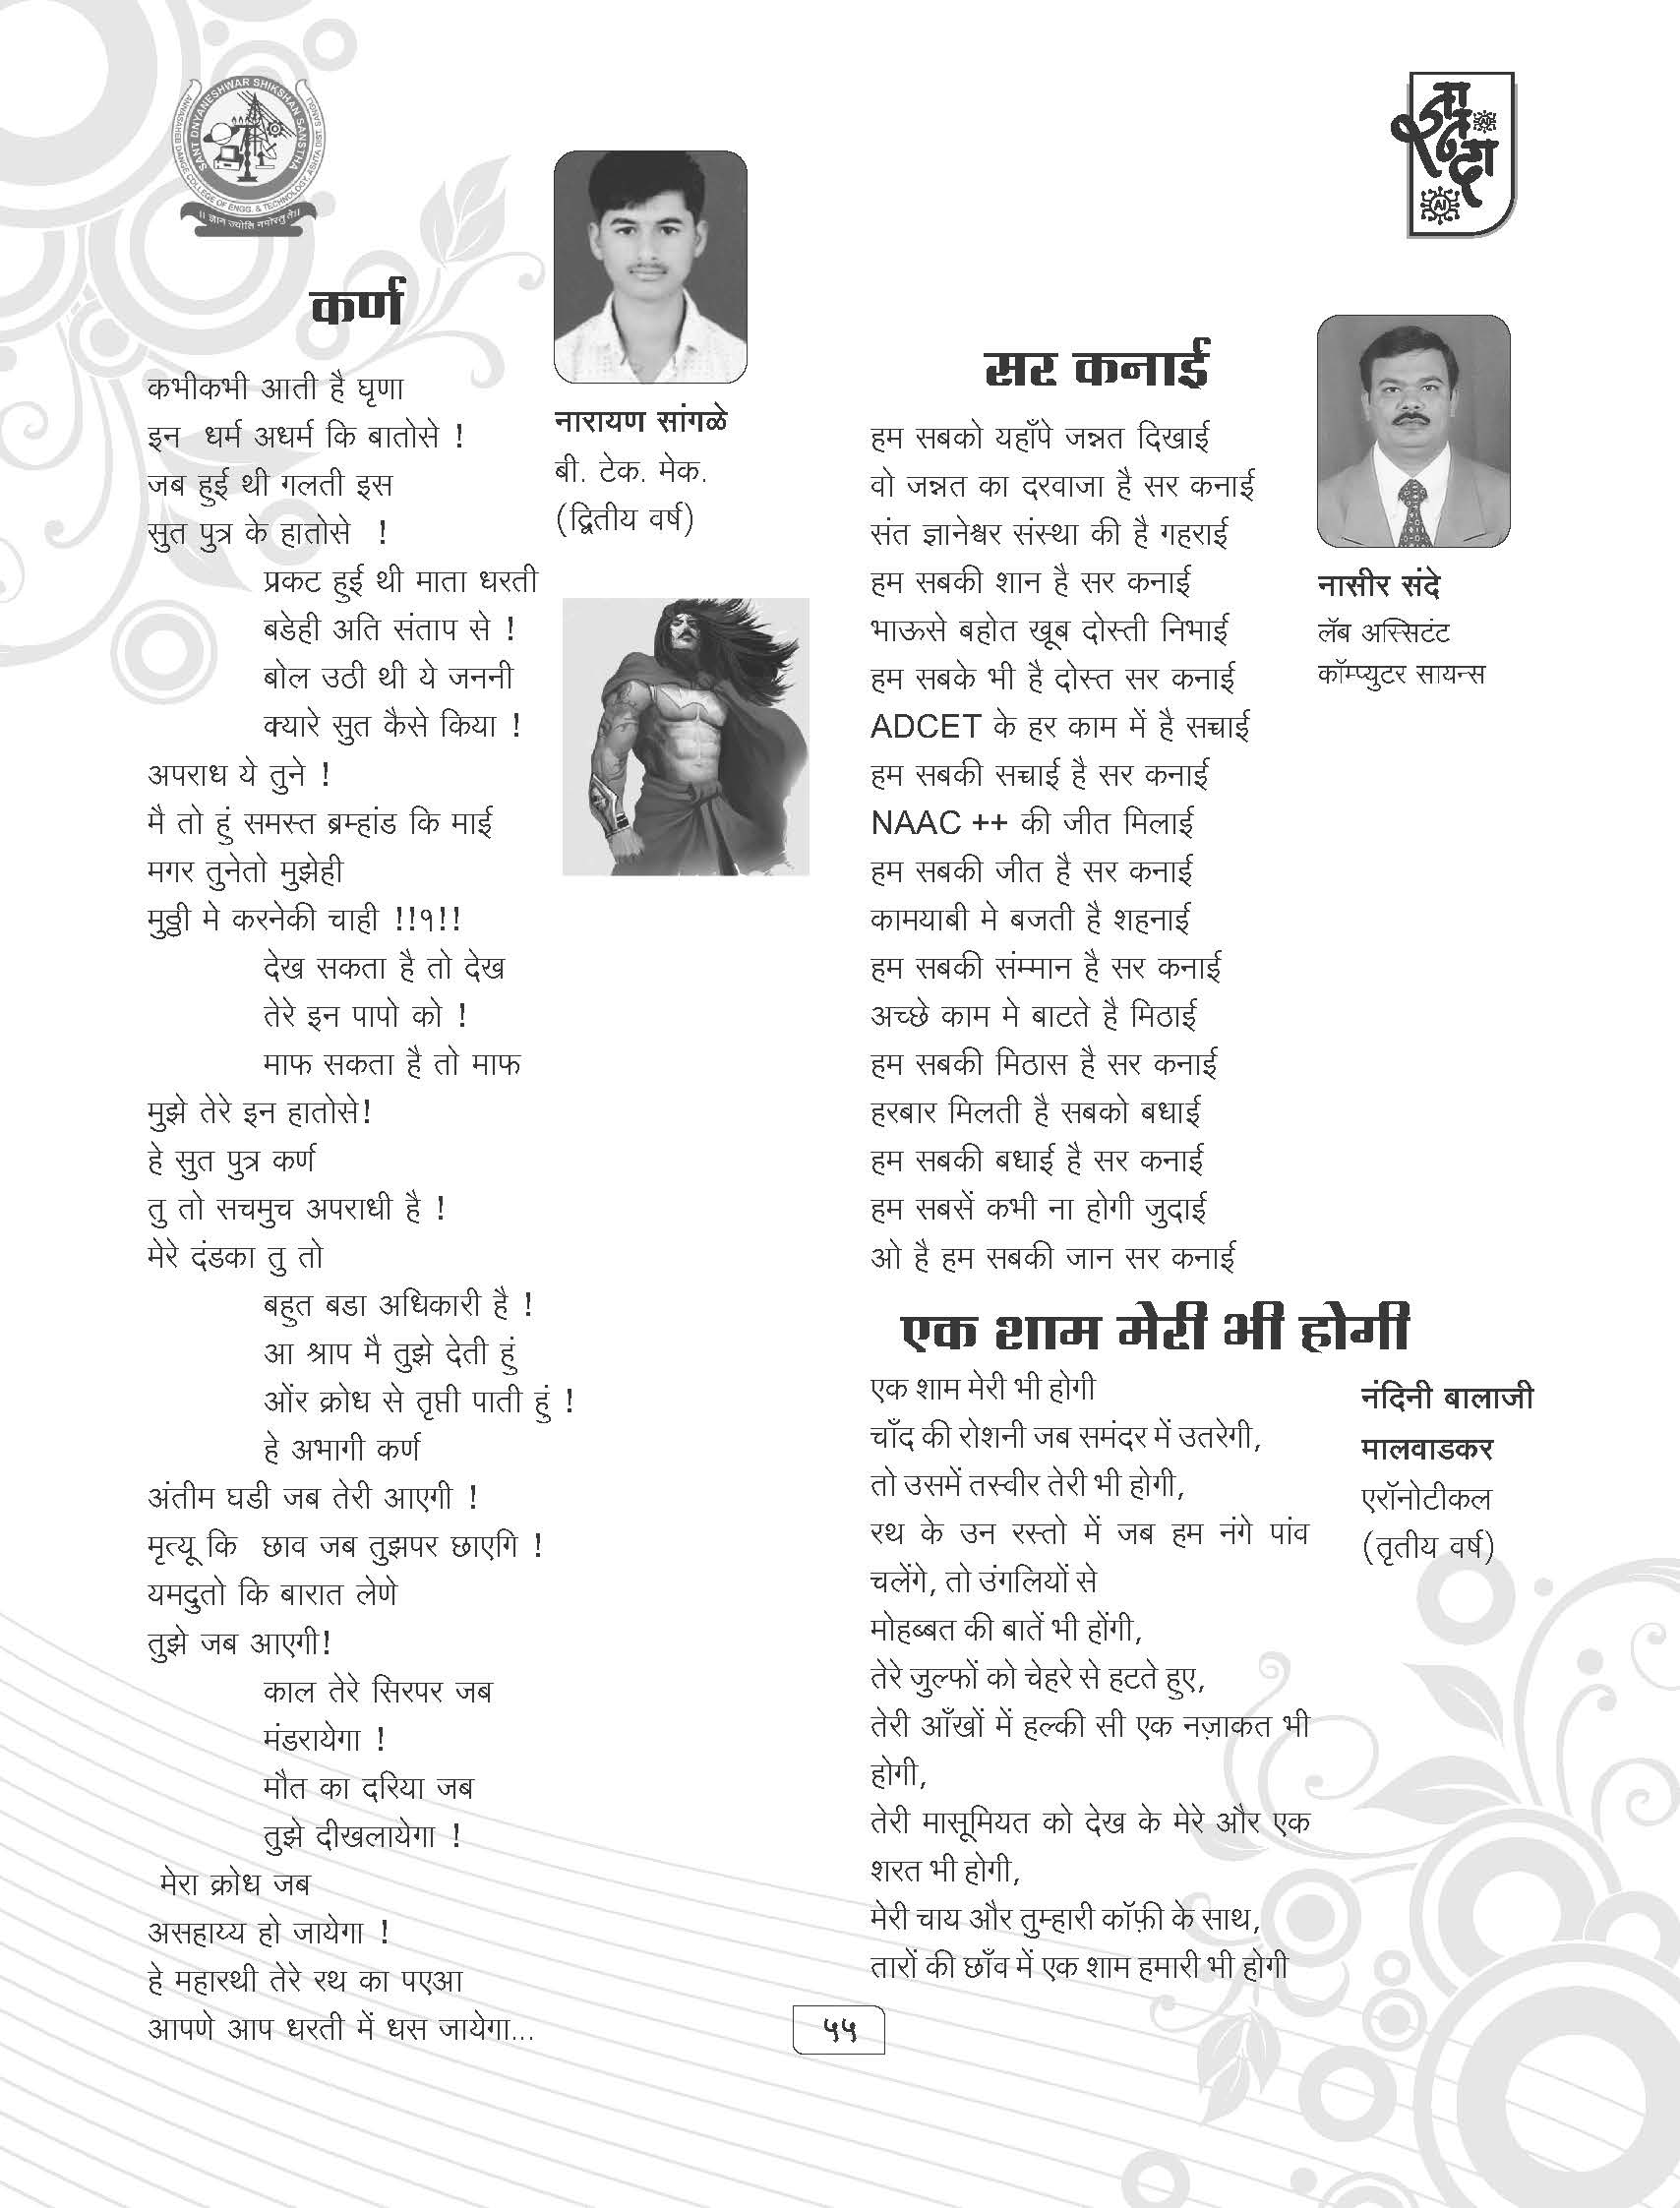 SANT DNYANESHWAR SHIKSHAN SANSTHA
ANNASAHEB DANGE COLLEGE OF ENGG. & TECHNOLOGY, ASHTA DIST. SANGLI
॥ ज्ञान ज्योति नमोस्तु ते॥
AI
कर्ण
नारायण सांगळे
बी. टेक. मेक.
(द्वितीय वर्ष)
कभीकभी आती है घृणा
इन धर्म अधर्म कि बातोसे !
जब हुई थी गलती इस
सुत पुत्र के हातोसे !
प्रकट हुई थी माता धरती
बडेही अति संताप से !
बोल उठी थी ये जननी
क्यारे सुत कैसे किया !
अपराध ये तुने !
मै तो हुं समस्त ब्रम्हांड कि माई
मगर तुनेतो मुझेही
मुठ्ठी मे करनेकी चाही !!१!!
देख सकता है तो देख
तेरे इन पापो को !
माफ सकता है तो माफ
मुझे तेरे इन हातोसे!
हे सुत पुत्र कर्ण
तु तो सचमुच अपराधी है !
मेरे दंडका तु तो
बहुत बडा अधिकारी है !
आ श्राप मै तुझे देती हुं
ओंर क्रोध से तृप्ती पाती हुं !
हे अभागी कर्ण
अंतीम घडी जब तेरी आएगी !
मृत्यू कि छाव जब तुझपर छाएगि !
यमदुतो कि बारात लेणे
तुझे जब आएगी!
काल तेरे सिरपर जब
मंडरायेगा !
मौत का दरिया जब
तुझे दीखलायेगा !
मेरा क्रोध जब
असहाय्य हो जायेगा !
हे महारथी तेरे रथ का पएआ
आपणे आप धरती में धस जायेगा...
सर कनाई
नासीर संदे
लॅब अस्सिटंट
कॉम्प्युटर सायन्स
हम सबको यहाँपे जन्नत दिखाई
वो जन्नत का दरवाजा है सर कनाई
संत ज्ञानेश्वर संस्था की है गहराई
हम सबकी शान है सर कनाई
भाऊसे बहोत खूब दोस्ती निभाई
हम सबके भी है दोस्त सर कनाई
ADCET के हर काम में है सच्चाई
हम सबकी सच्चाई है सर कनाई
NAAC ++ की जीत मिलाई
हम सबकी जीत है सर कनाई
कामयाबी मे बजती है शहनाई
हम सबकी संम्मान है सर कनाई
अच्छे काम मे बाटते है मिठाई
हम सबकी मिठास है सर कनाई
हरबार मिलती है सबको बधाई
हम सबकी बधाई है सर कनाई
हम सबसें कभी ना होगी जुदाई
ओ है हम सबकी जान सर कनाई
एक शाम मेरी भी होगी
नंदिनी बालाजी
मालवाडकर
एरॉनोटीकल
(तृतीय वर्ष)
एक शाम मेरी भी होगी
चाँद की रोशनी जब समंदर में उतरेगी,
तो उसमें तस्वीर तेरी भी होगी,
रथ के उन रस्तो में जब हम नंगे पांव
चलेंगे, तो उंगलियों से
मोहब्बत की बातें भी होंगी,
तेरे जुल्फों को चेहरे से हटते हुए,
तेरी आँखों में हल्की सी एक नज़ाकत भी
होगी,
तेरी मासूमियत को देख के मेरे और एक
शरत भी होगी,
मेरी चाय और तुम्हारी कॉफ़ी के साथ,
तारों की छाँव में एक शाम हमारी भी होगी
५५